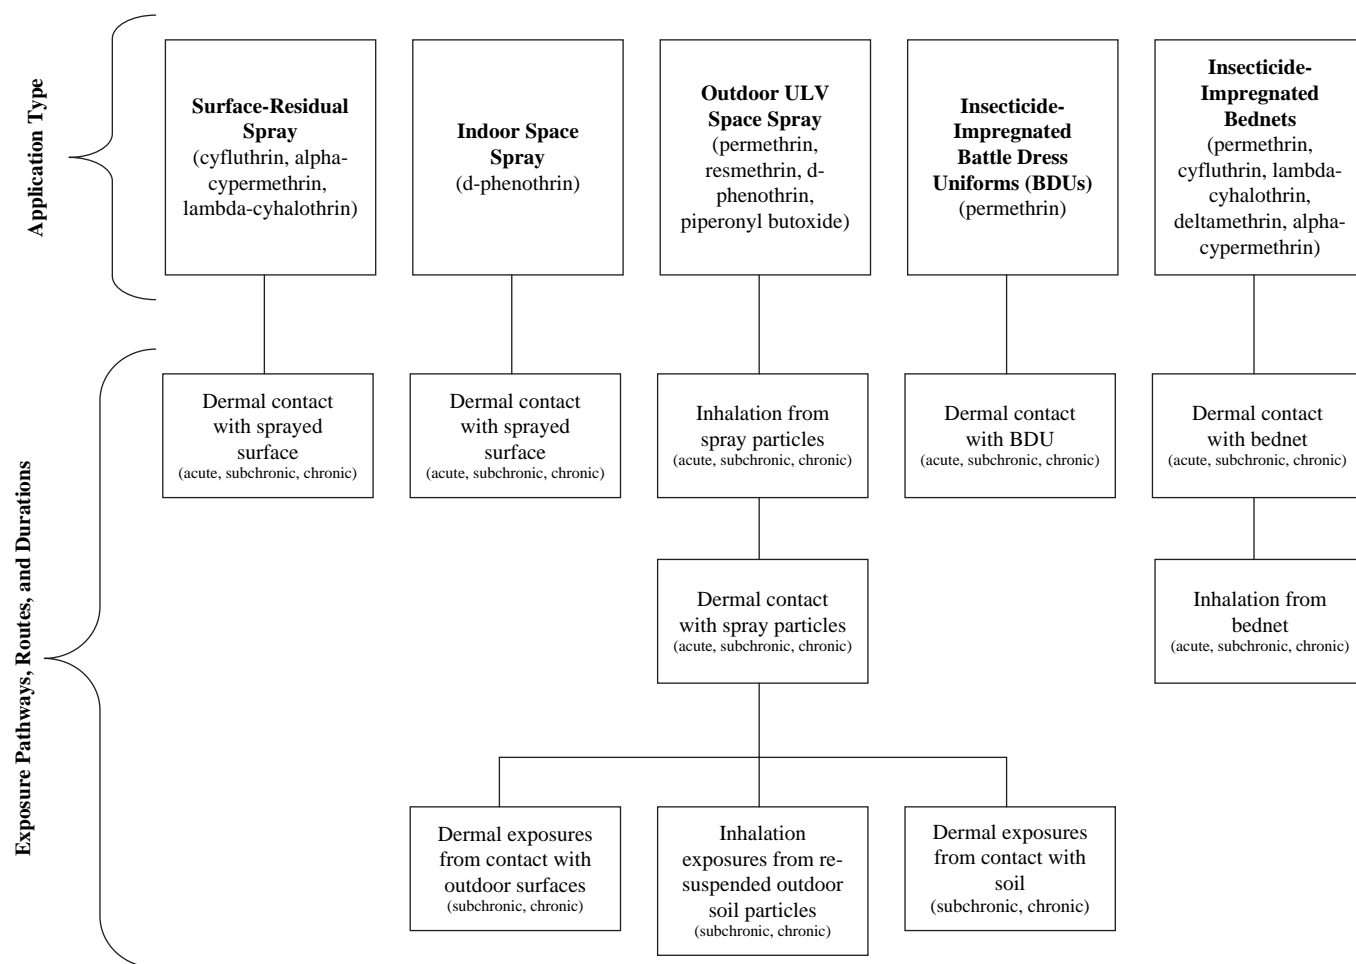 Application Type
Surface-Residual
Spray
(cyfluthrin, alpha-
cypermethrin,
lambda-cyhalothrin)
Indoor Space
Spray
(d-phenothrin)
Outdoor ULV
Space Spray
(permethrin,
resmethrin, d-
phenothrin,
piperonyl butoxide)
Insecticide-
Impregnated
Battle Dress
Uniforms (BDUs)
(permethrin)
Insecticide-
Impregnated
Bednets
(permethrin,
cyfluthrin, lambda-
cyhalothrin,
deltamethrin, alpha-
cypermethrin)
Exposure Pathways, Routes, and Durations
Dermal contact
with sprayed
surface
(acute, subchronic, chronic)
Dermal contact
with sprayed
surface
(acute, subchronic, chronic)
Inhalation from
spray particles
(acute, subchronic, chronic)
Dermal contact
with BDU
(acute, subchronic, chronic)
Dermal contact
with bednet
(acute, subchronic, chronic)
Dermal contact
with spray particles
(acute, subchronic, chronic)
Inhalation from
bednet
(acute, subchronic, chronic)
Dermal exposures
from contact with
outdoor surfaces
(subchronic, chronic)
Inhalation
exposures from re-
suspended outdoor
soil particles
(subchronic, chronic)
Dermal exposures
from contact with
soil
(subchronic, chronic)